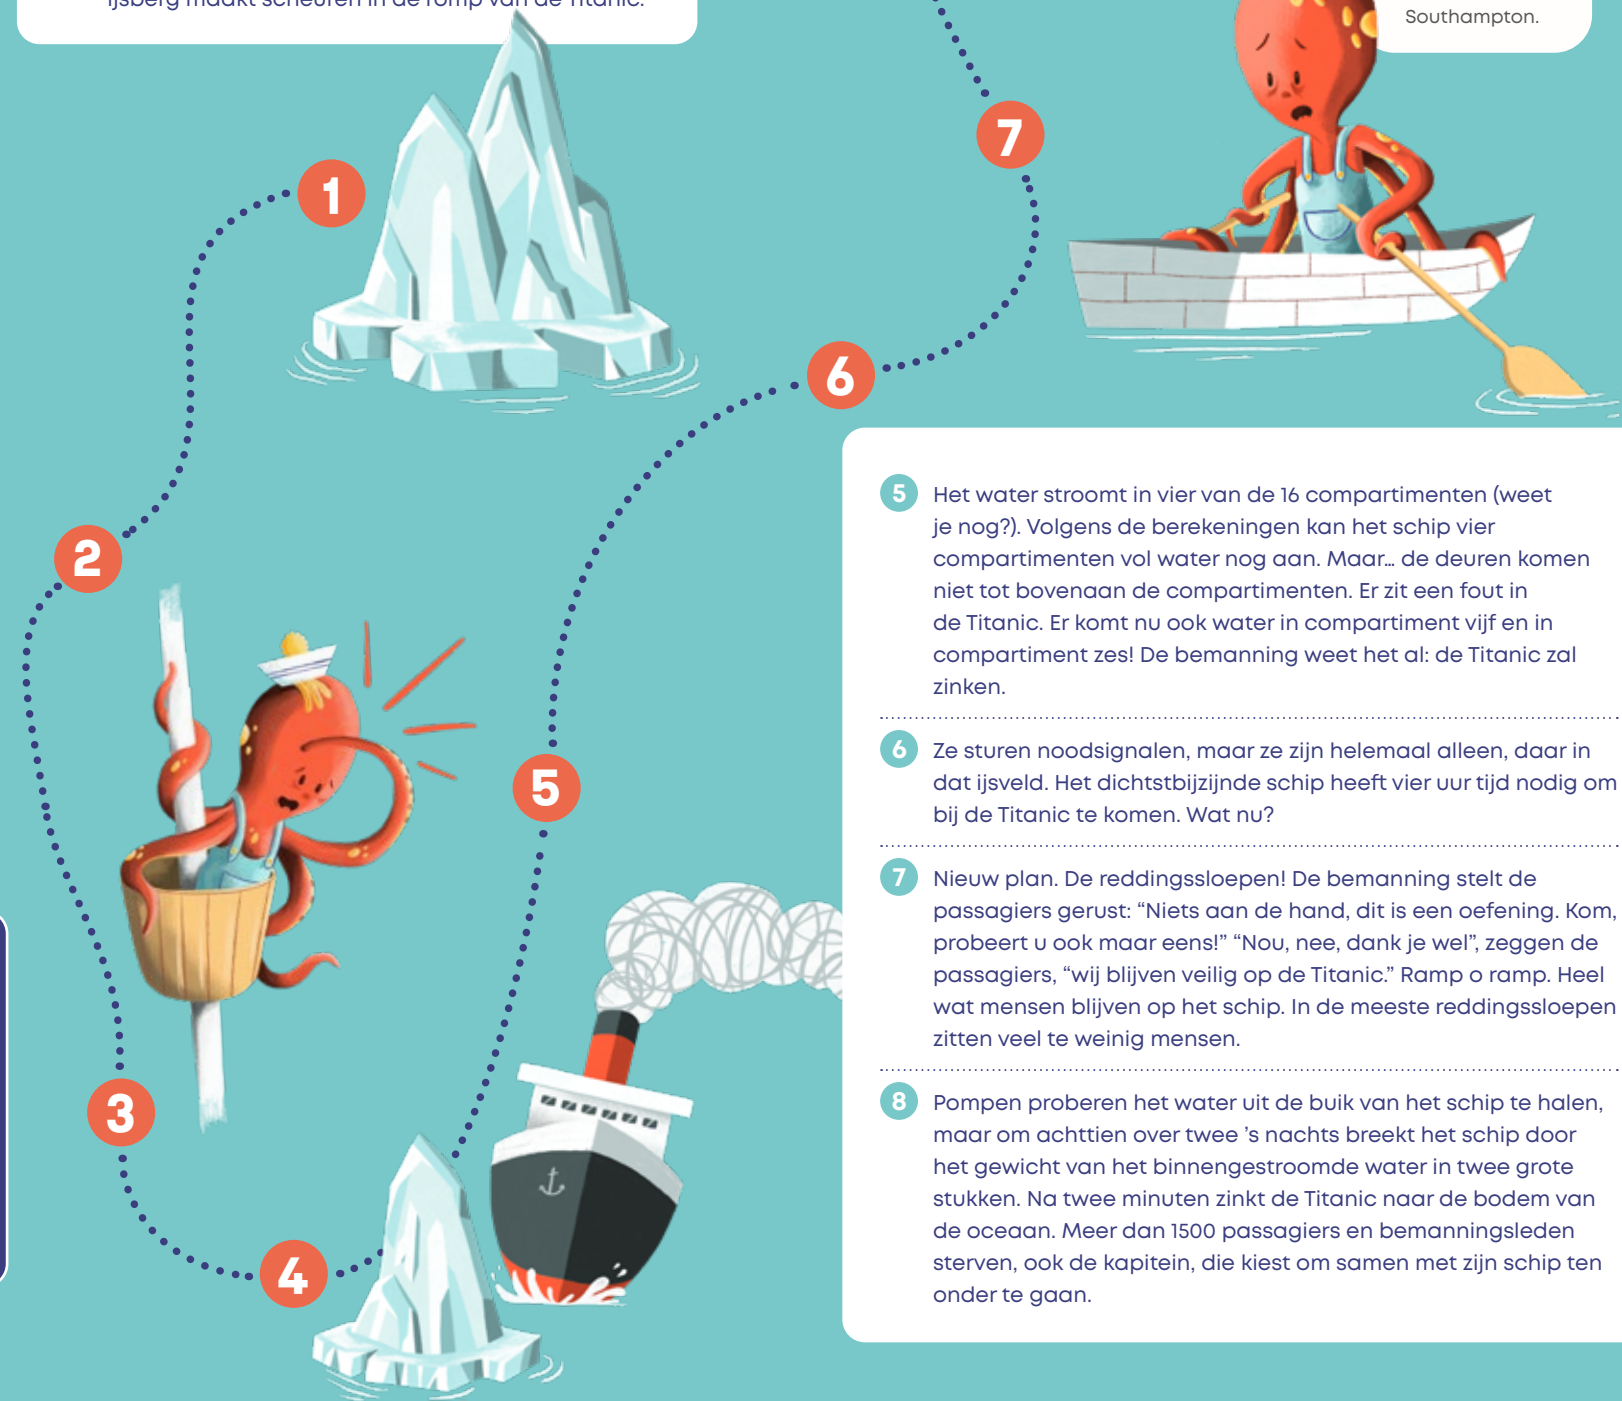 ijsberg maakt scheuren in de romp van de Titanic.
Southampton.
1
2
3
4
5
6
7
5 Het water stroomt in vier van de 16 compartimenten (weet
je nog?). Volgens de berekeningen kan het schip vier
compartimenten vol water nog aan. Maar… de deuren komen
niet tot bovenaan de compartimenten. Er zit een fout in
de Titanic. Er komt nu ook water in compartiment vijf en in
compartiment zes! De bemanning weet het al: de Titanic zal
zinken.
6 Ze sturen noodsignalen, maar ze zijn helemaal alleen, daar in
dat ijsveld. Het dichtstbijzijnde schip heeft vier uur tijd nodig om
bij de Titanic te komen. Wat nu?
7 Nieuw plan. De reddingssloepen! De bemanning stelt de
passagiers gerust: “Niets aan de hand, dit is een oefening. Kom,
probeert u ook maar eens!” “Nou, nee, dank je wel”, zeggen de
passagiers, “wij blijven veilig op de Titanic.” Ramp o ramp. Heel
wat mensen blijven op het schip. In de meeste reddingssloepen
zitten veel te weinig mensen.
8 Pompen proberen het water uit de buik van het schip te halen,
maar om achttien over twee ’s nachts breekt het schip door
het gewicht van het binnengestroomde water in twee grote
stukken. Na twee minuten zinkt de Titanic naar de bodem van
de oceaan. Meer dan 1500 passagiers en bemanningsleden
sterven, ook de kapitein, die kiest om samen met zijn schip ten
onder te gaan.